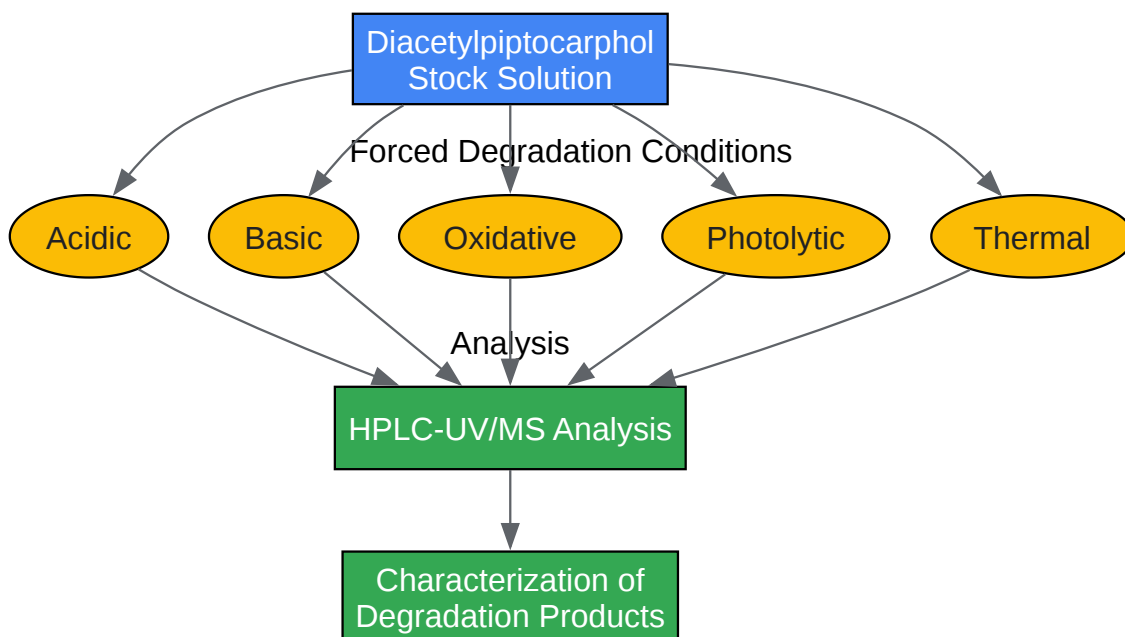 Diacetylpiptocarphol
Stock Solution
Forced Degradation Conditions
Acidic
Basic
Oxidative
Photolytic
Thermal
Analysis
HPLC-UV/MS Analysis
Characterization of
Degradation Products